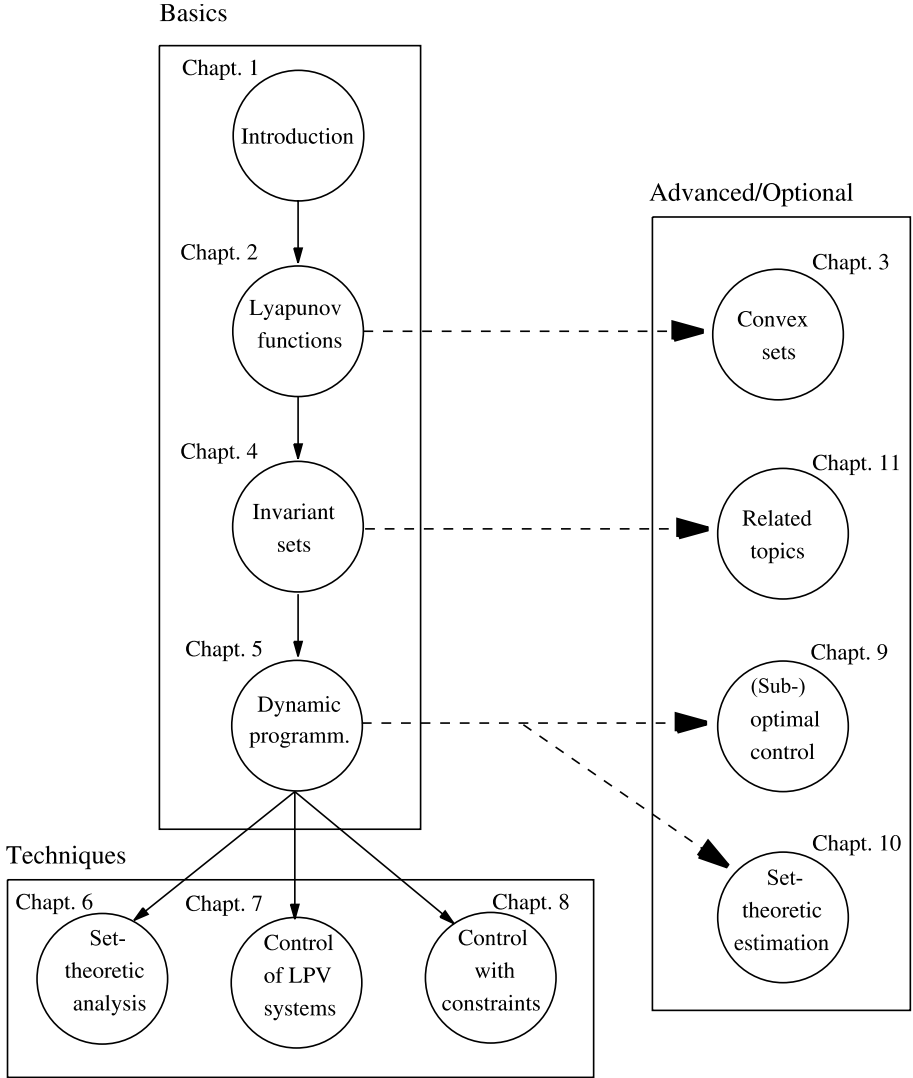 Basics
Chapt. 1
Introduction
Chapt. 2
Lyapunov
functions
Chapt. 4
Invariant
sets
Chapt. 5
Dynamic
programm.
Advanced/Optional
Chapt. 3
Convex
sets
Chapt. 11
Related
topics
Chapt. 9
(Sub-)
optimal
control
Chapt. 10
Set-
theoretic
estimation
Techniques
Chapt. 6
Set-
theoretic
analysis
Chapt. 7
Control
of LPV
systems
Chapt. 8
Control
with
constraints